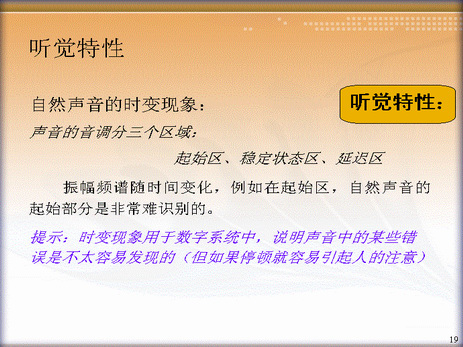 听觉特性
自然声音的时变现象：
听觉特性：
声音的音调分三个区域：
起始区、稳定状态区、延迟区
振幅频谱随时间变化，例如在起始区，自然声音的
起始部分是非常难识别的。
提示：时变现象用于数字系统中，说明声音中的某些错
误是不太容易发现的（但如果停顿就容易引起人的注意）
19